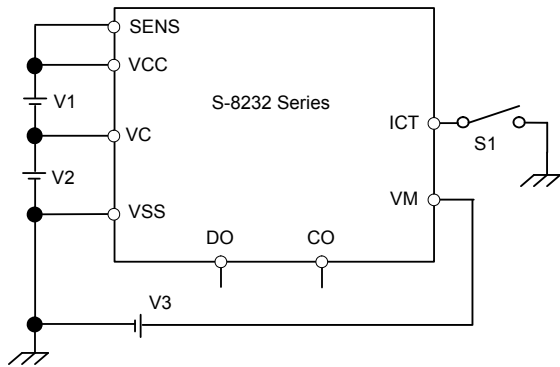 SENS
VCC
V1
S-8232 Series
ICT
VC
S1
V2
VM
VSS
DO
CO
V3